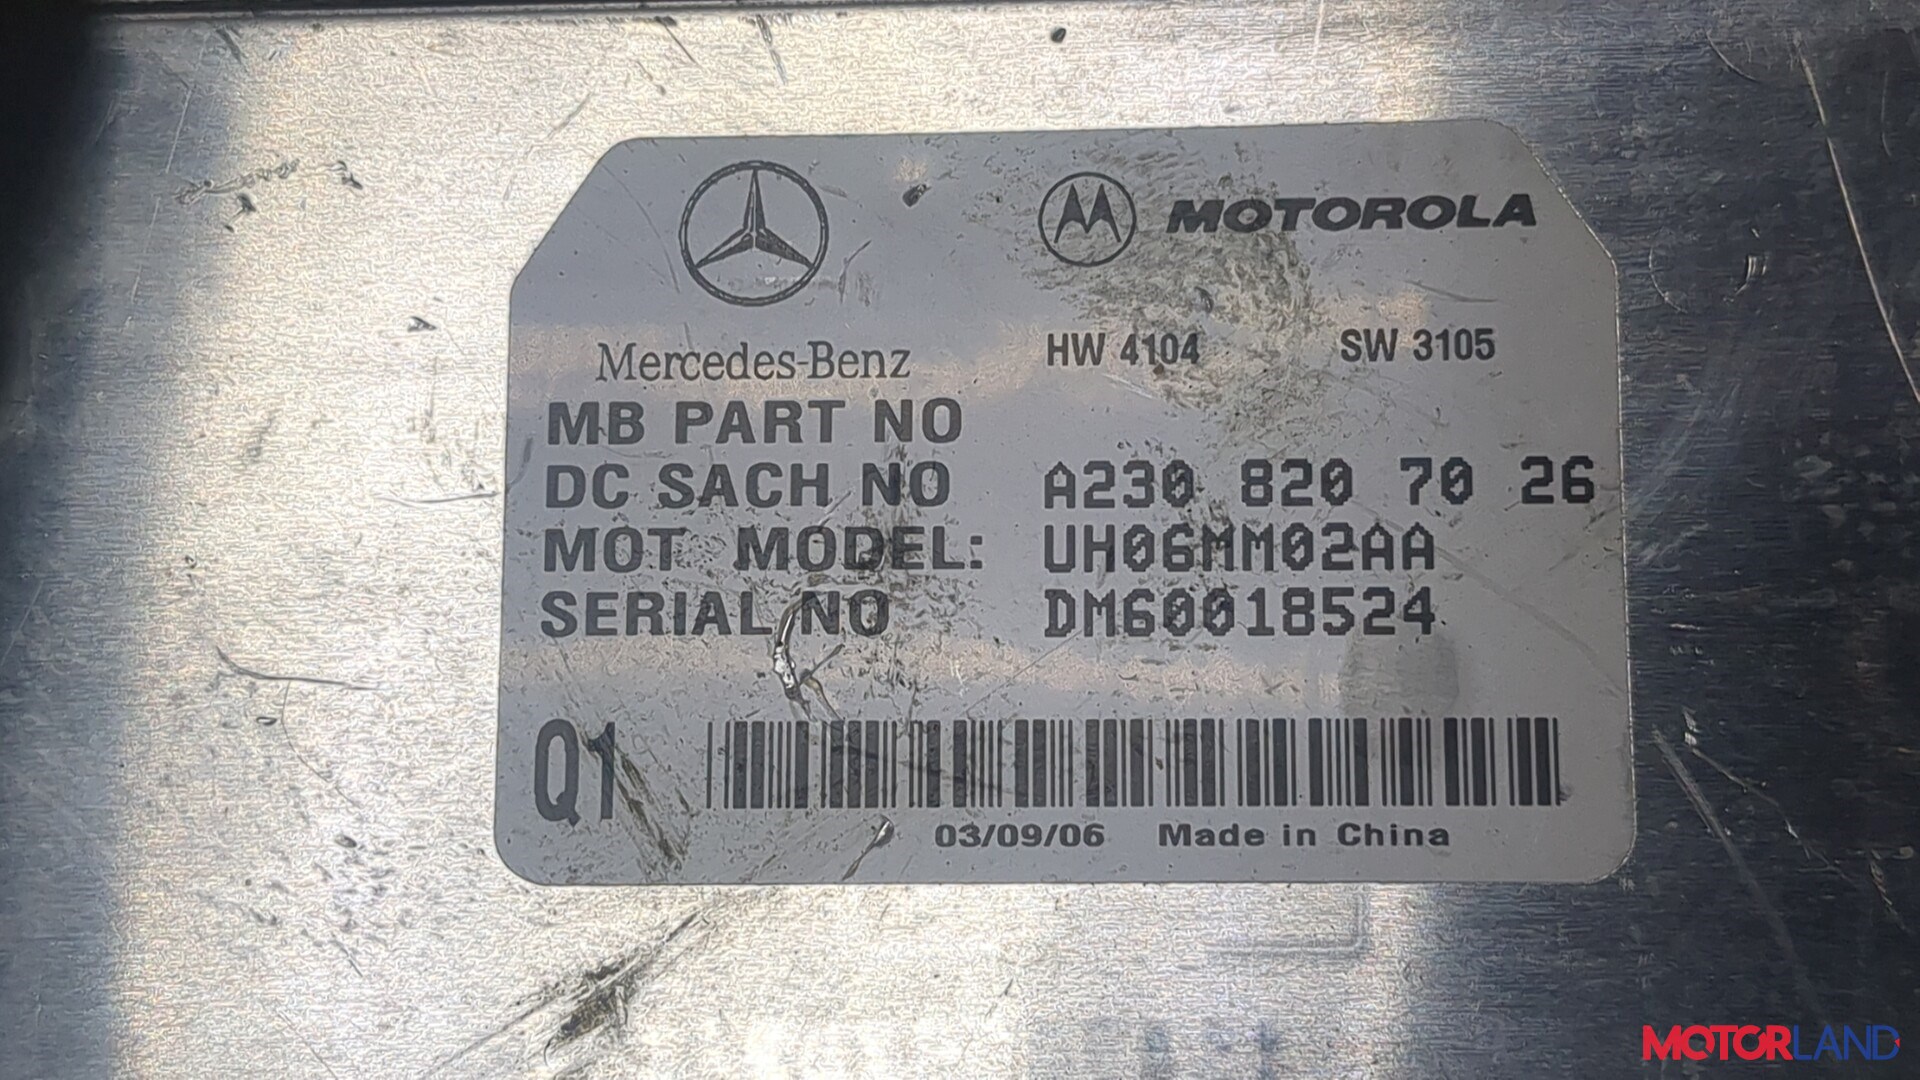 MOTOROLA
Mercedes-Benz
HW 4104 SW 3105
MB PART NO
DC SACH NO A230 820 70 26
MOT MODEL: UH06MM02AA
SERIAL NO DM60018524
Q1
03/09/06 Made in China
MOTORLAND